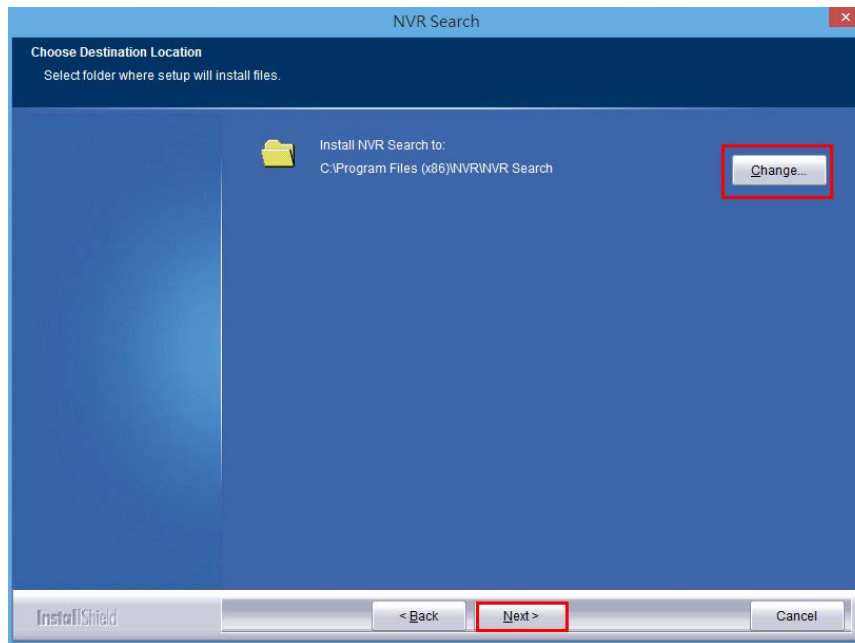 NVR Search
Choose Destination Location
Select folder where setup will install files.
Install NVR Search to:
C:\Program Files (x86)\NVR\NVR Search
Change...
InstallShield
< Back
Next >
Cancel